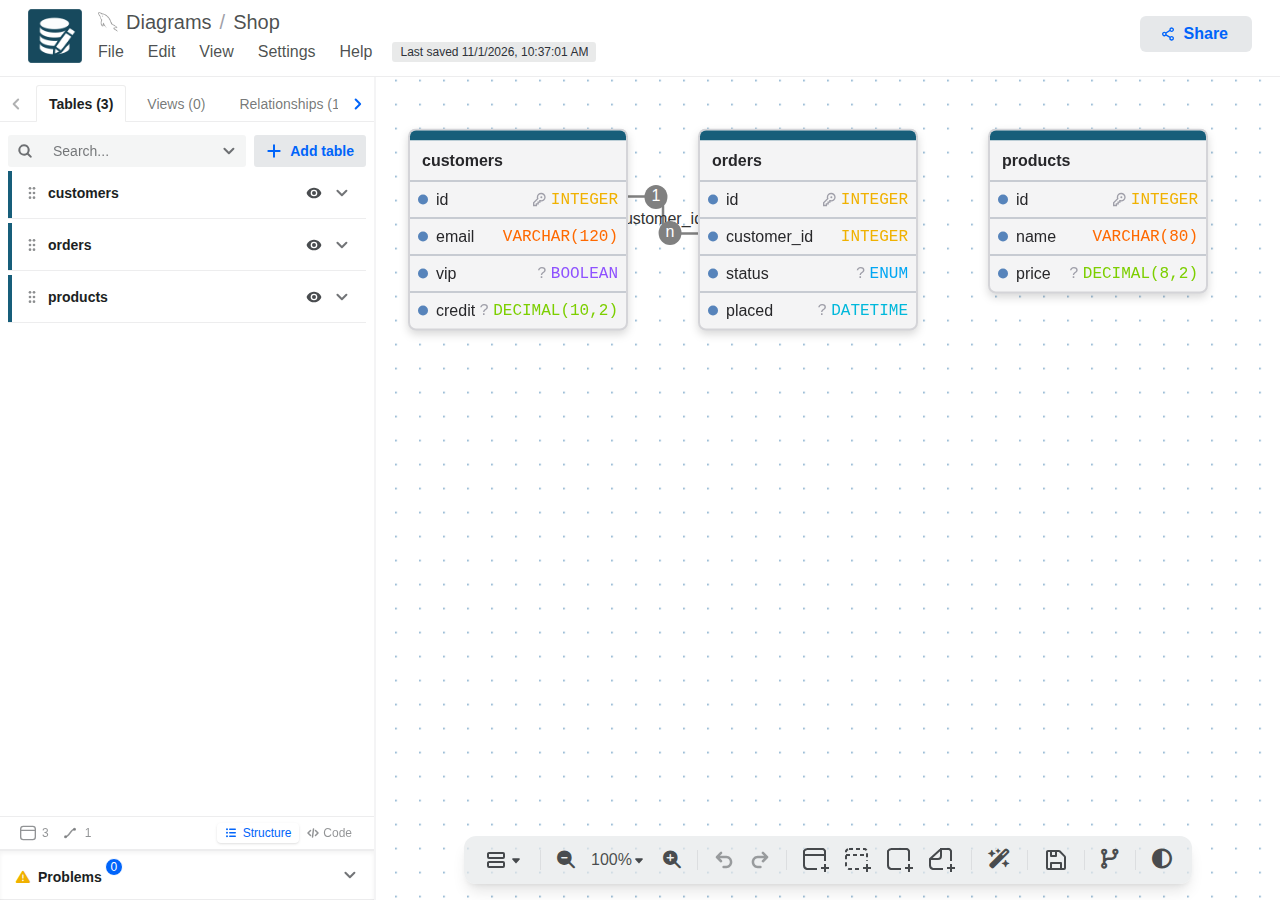 Diagrams / Shop
File Edit View Settings Help Last saved 11/1/2026, 10:37:01 AM
Share
Tables (3) Views (0) Relationships (1
Search... Add table
customers
orders
products
customers
id INTEGER
email VARCHAR(120)
vip ? BOOLEAN
credit ? DECIMAL(10,2)
1
n
orders
id INTEGER
customer_id INTEGER
status ? ENUM
placed ? DATETIME
products
id INTEGER
name VARCHAR(80)
price ? DECIMAL(8,2)
3 1 Structure Code
Problems 0
100%